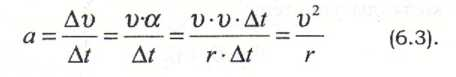 a = Δυ/Δt = υ·α/Δt = υ·υ·Δt/r·Δt = υ²/r (6.3).